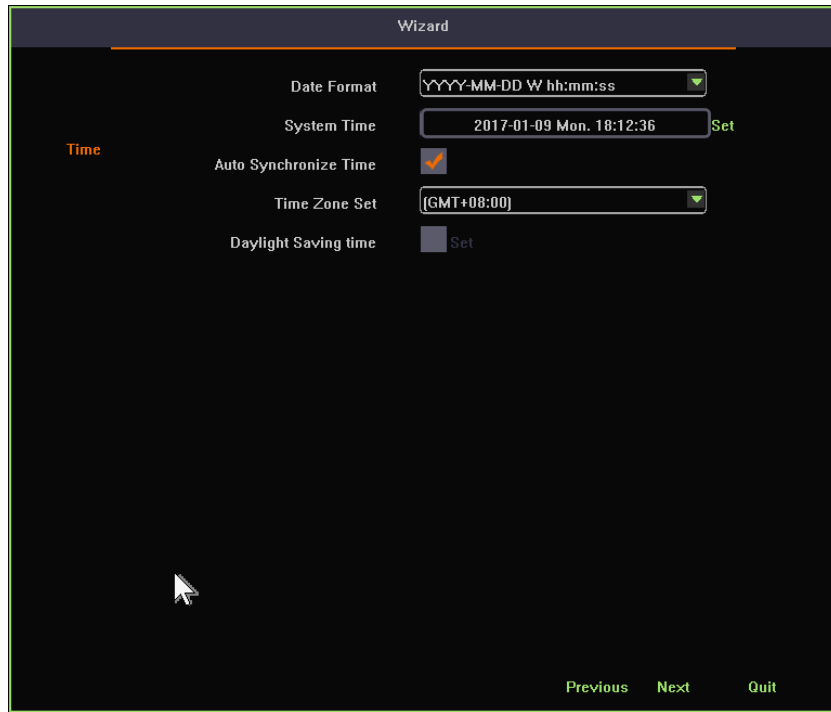 Wizard
Date Format YYYY-MM-DD W hh:mm:ss
System Time 2017-01-09 Mon. 18:12:36 Set
Time
Auto Synchronize Time
Time Zone Set (GMT+08:00)
Daylight Saving time Set
Previous Next Quit